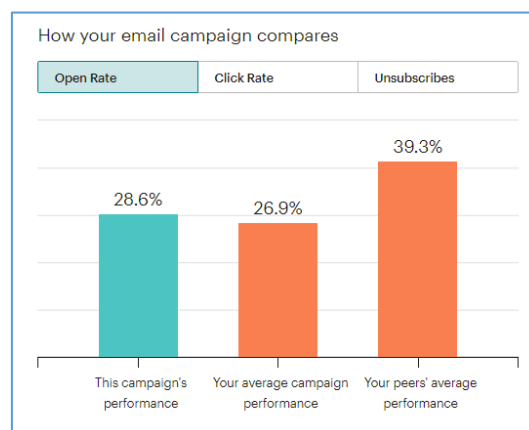 How your email campaign compares
Open Rate Click Rate Unsubscribes
39.3%
28.6%
26.9%
This campaign's Your average campaign Your peers' average
performance performance performance